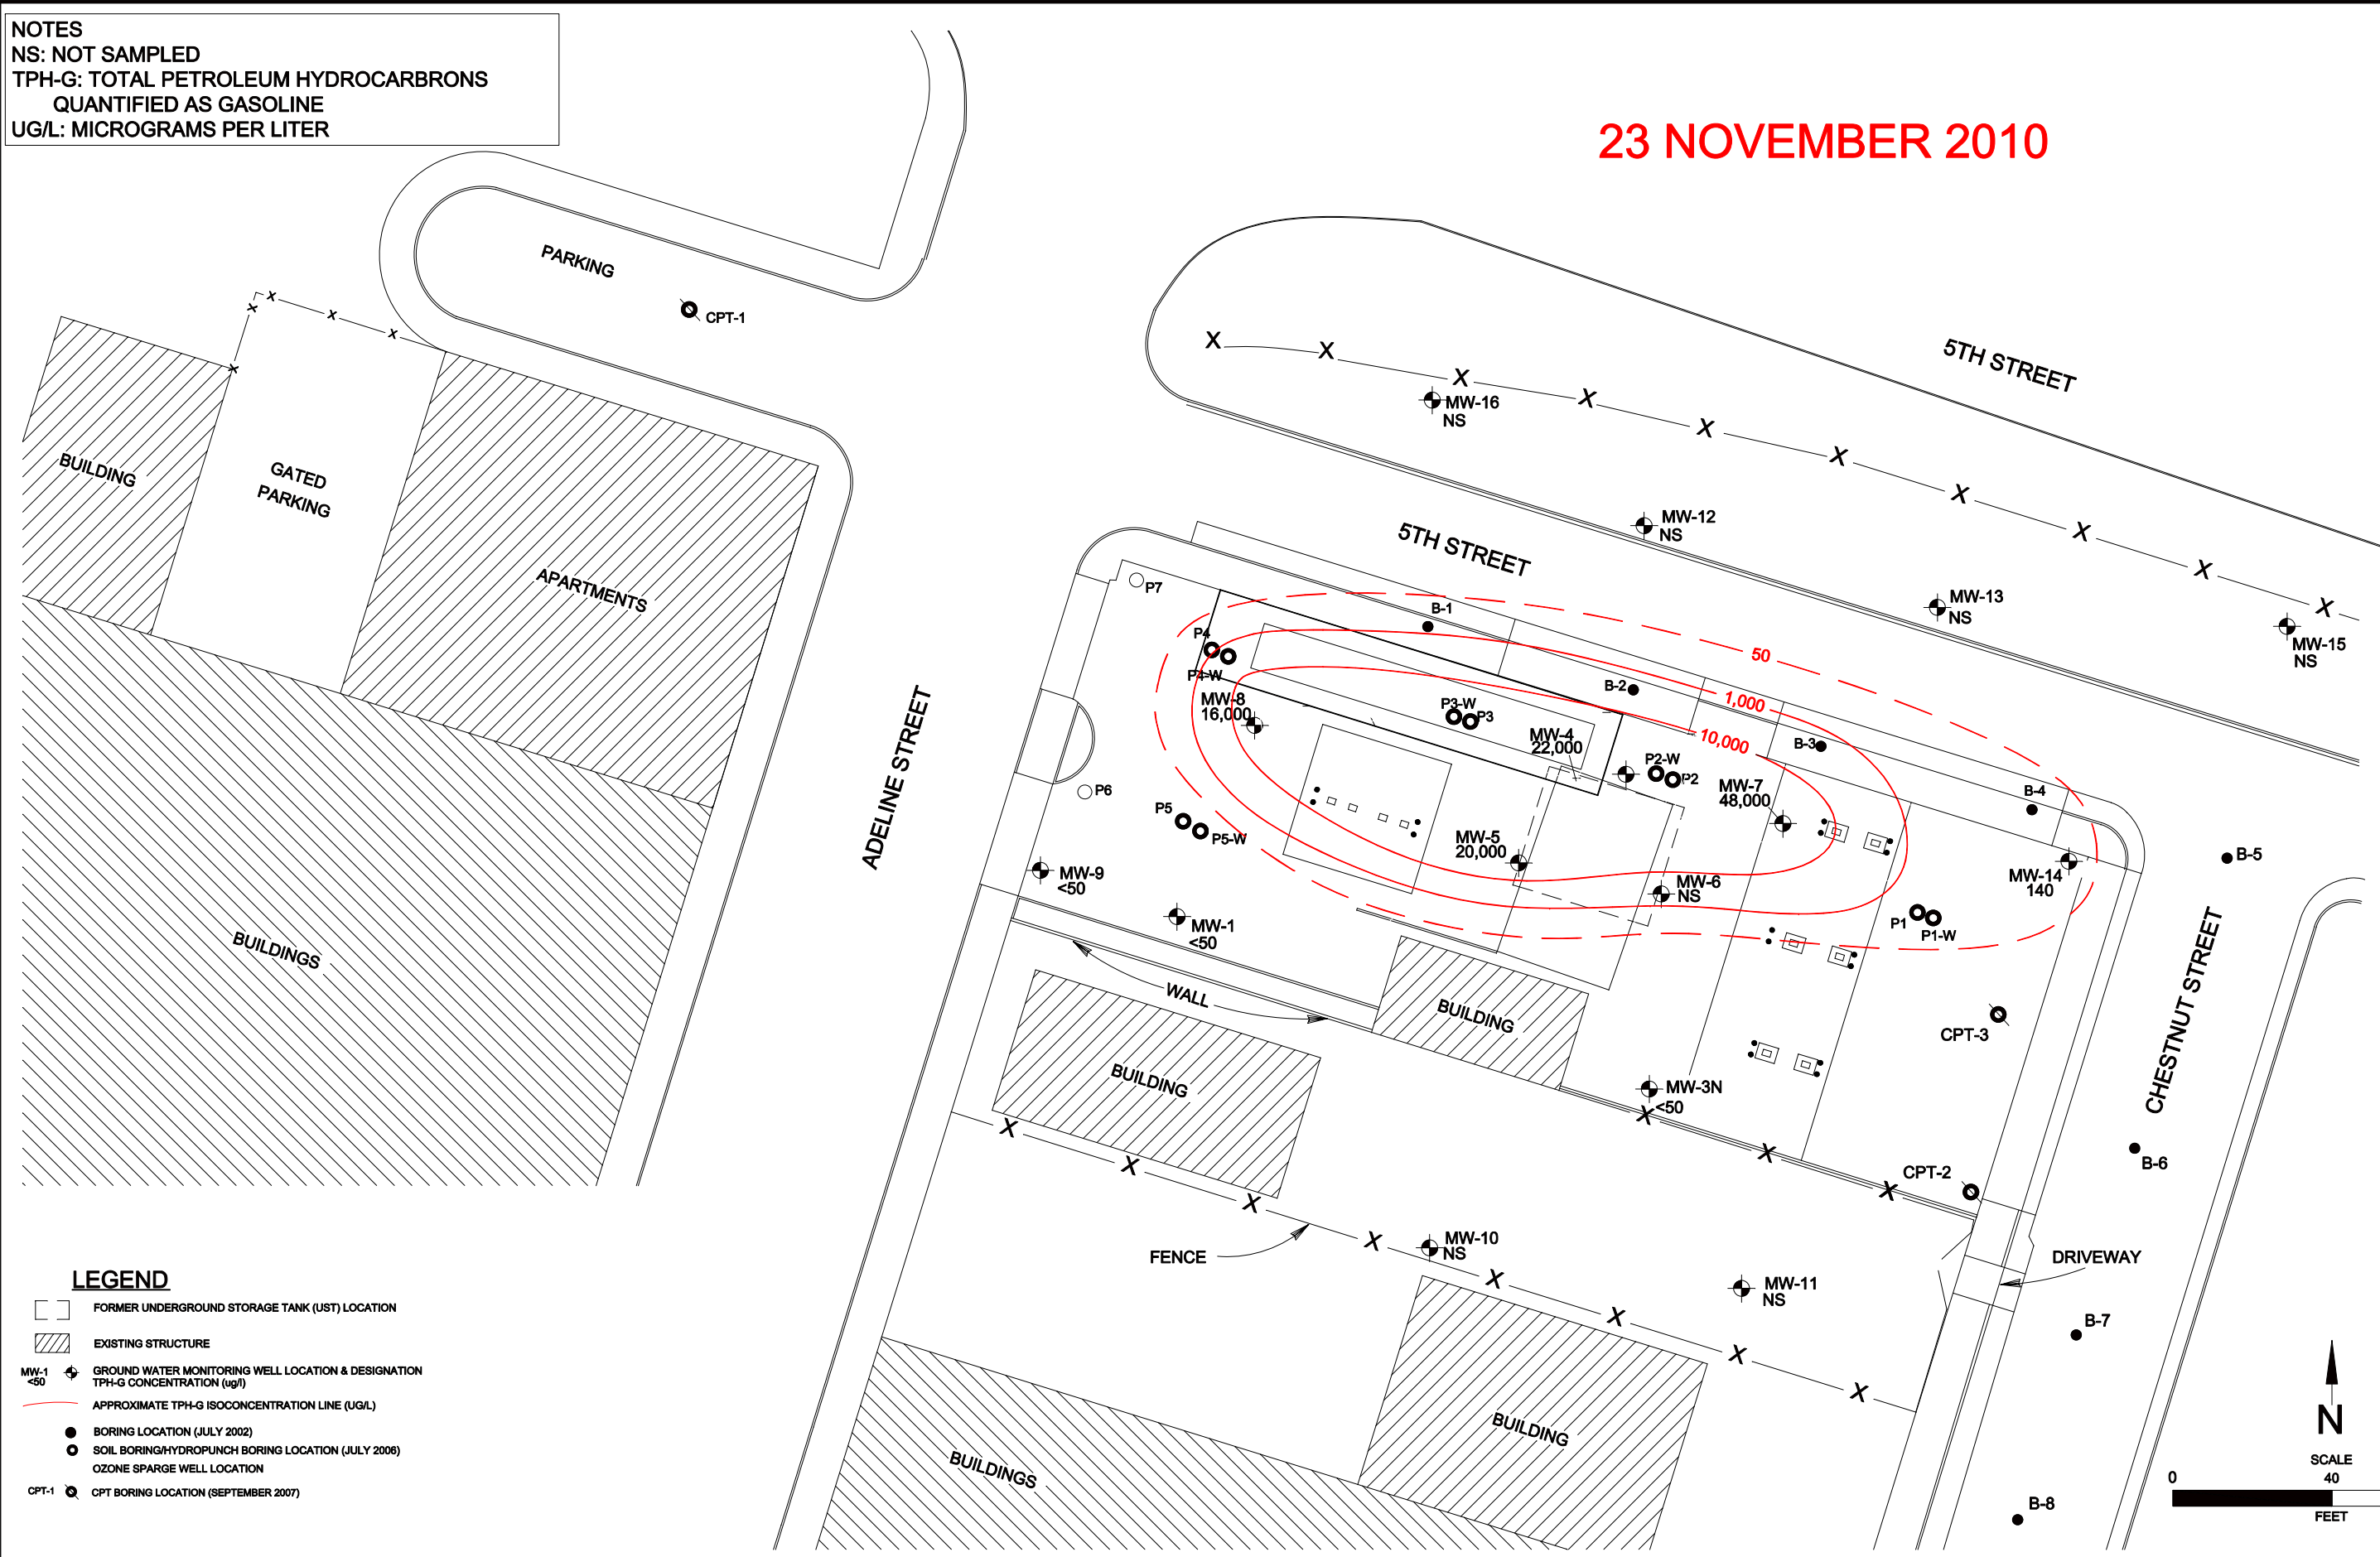 NOTES
NS: NOT SAMPLED
TPH-G: TOTAL PETROLEUM HYDROCARBRONS
QUANTIFIED AS GASOLINE
UG/L: MICROGRAMS PER LITER
23 NOVEMBER 2010
PARKING
CPT-1
5TH STREET
MW-16
NS
BUILDING
GATED
PARKING
APARTMENTS
5TH STREET
MW-12
NS
MW-13
NS
MW-15
NS
P7
B-1
P4
P4-W
50
B-2
1,000
MW-8
16,000
P3-W
P3
MW-4
22,000
10,000
B-3
P2-W
P2
MW-7
48,000
B-4
P6
P5
P5-W
ADELINE STREET
MW-5
20,000
MW-9
<50
MW-6
NS
MW-14
140
B-5
MW-1
<50
P1
P1-W
BUILDINGS
WALL
BUILDING
CPT-3
CHESTNUT STREET
BUILDING
MW-3N
<50
B-6
CPT-2
MW-10
NS
FENCE
DRIVEWAY
MW-11
NS
B-7
BUILDING
BUILDINGS
B-8
N
SCALE
0
40
FEET
LEGEND
FORMER UNDERGROUND STORAGE TANK (UST) LOCATION
EXISTING STRUCTURE
MW-1
<50
GROUND WATER MONITORING WELL LOCATION & DESIGNATION
TPH-G CONCENTRATION (ug/l)
APPROXIMATE TPH-G ISOCONCENTRATION LINE (UG/L)
BORING LOCATION (JULY 2002)
SOIL BORING/HYDROPUNCH BORING LOCATION (JULY 2006)
OZONE SPARGE WELL LOCATION
CPT-1
CPT BORING LOCATION (SEPTEMBER 2007)